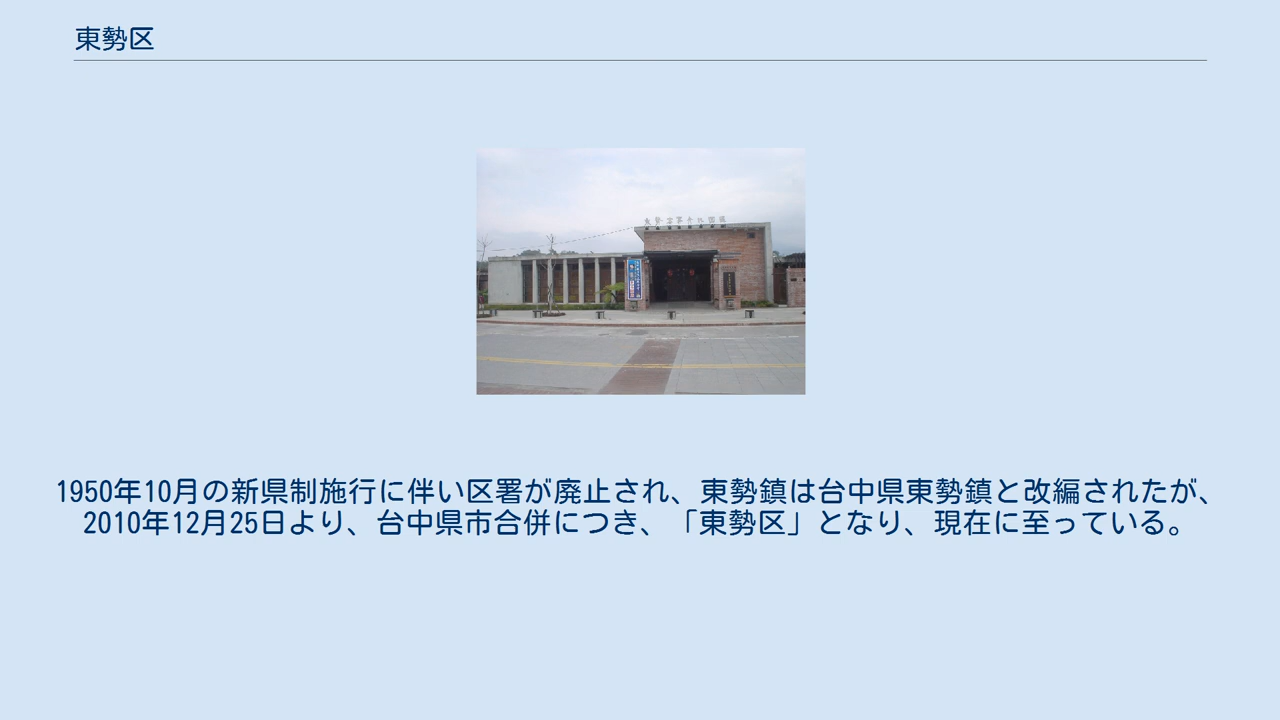 東勢区
1950年10月の新県制施行に伴い区署が廃止され、東勢鎮は台中県東勢鎮と改編されたが、
2010年12月25日より、台中県市合併につき、「東勢区」となり、現在に至っている。